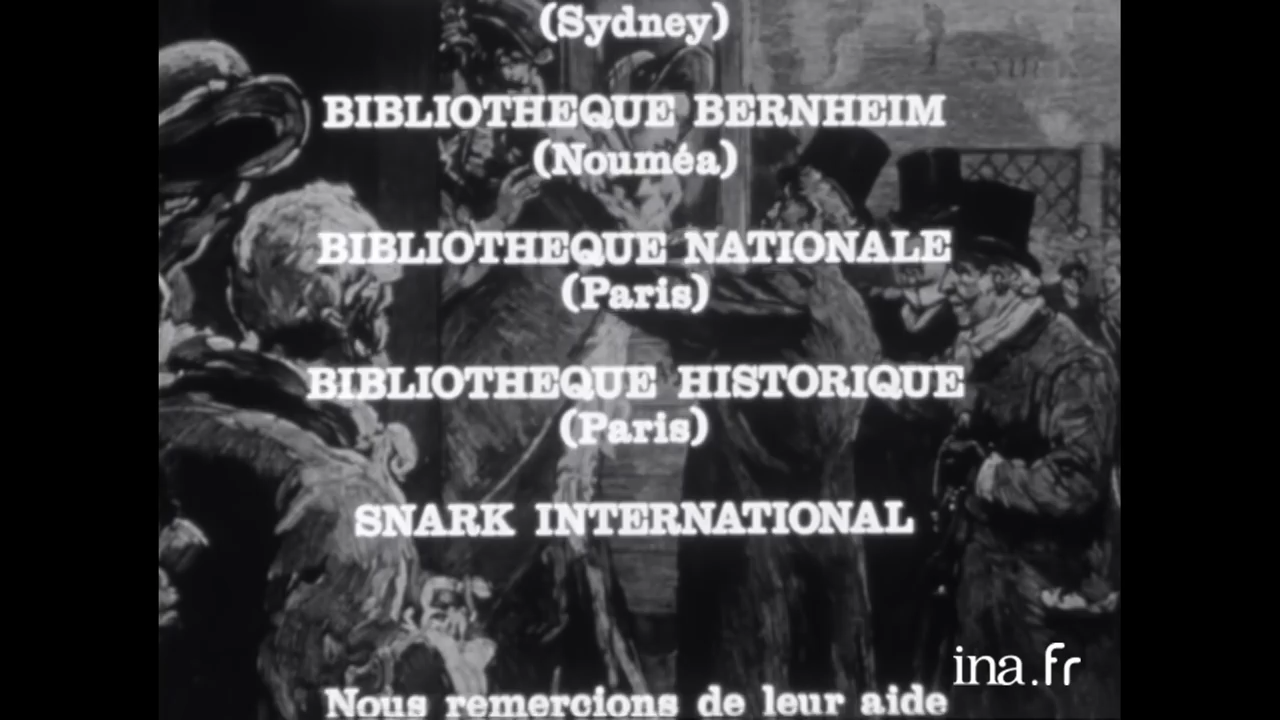 (Sydney)
BIBLIOTHEQUE BERNHEIM
(Nouméa)
BIBLIOTHEQUE NATIONALE
(Paris)
BIBLIOTHEQUE HISTORIQUE
(Paris)
SNARK INTERNATIONAL
ina.fr
Nous remercions de leur aide